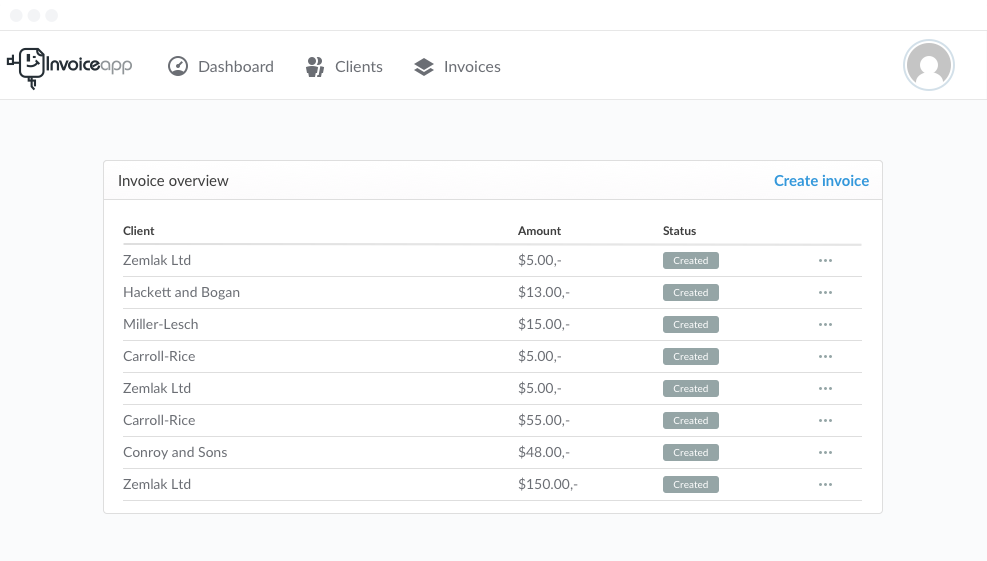 Invoiceapp Dashboard Clients Invoices
Invoice overview Create invoice
Client Amount Status
Zemlak Ltd $5.00,- Created
Hackett and Bogan $13.00,- Created
Miller-Lesch $15.00,- Created
Carroll-Rice $5.00,- Created
Zemlak Ltd $5.00,- Created
Carroll-Rice $55.00,- Created
Conroy and Sons $48.00,- Created
Zemlak Ltd $150.00,- Created